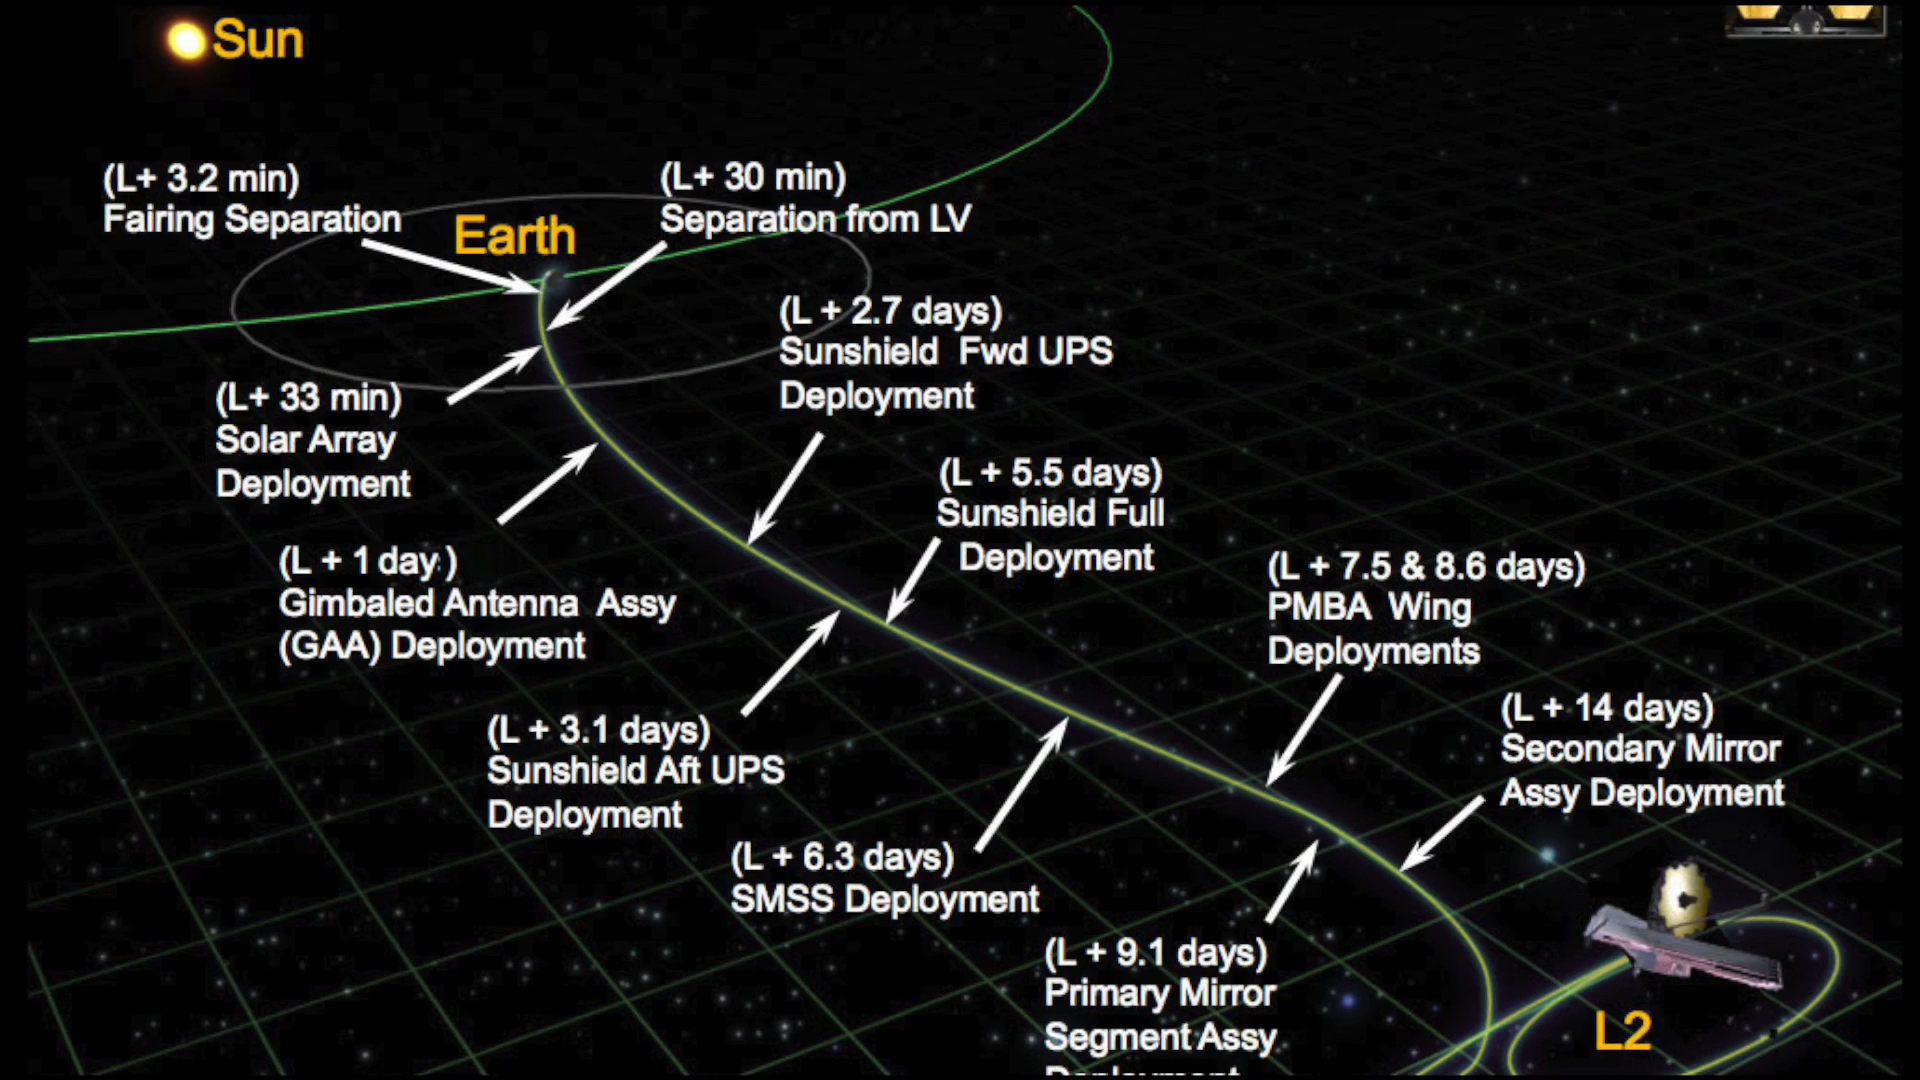 Sun
(L+ 3.2 min)
Fairing Separation
Earth
(L+ 30 min)
Separation from LV
(L+ 33 min)
Solar Array
Deployment
(L + 2.7 days)
Sunshield Fwd UPS
Deployment
(L + 1 day )
Gimbaled Antenna Assy
(GAA) Deployment
(L + 5.5 days)
Sunshield Full
Deployment
(L + 3.1 days)
Sunshield Aft UPS
Deployment
(L + 7.5 & 8.6 days)
PMBA Wing
Deployments
(L + 6.3 days)
SMSS Deployment
(L + 14 days)
Secondary Mirror
Assy Deployment
(L + 9.1 days)
Primary Mirror
Segment Assy
L2